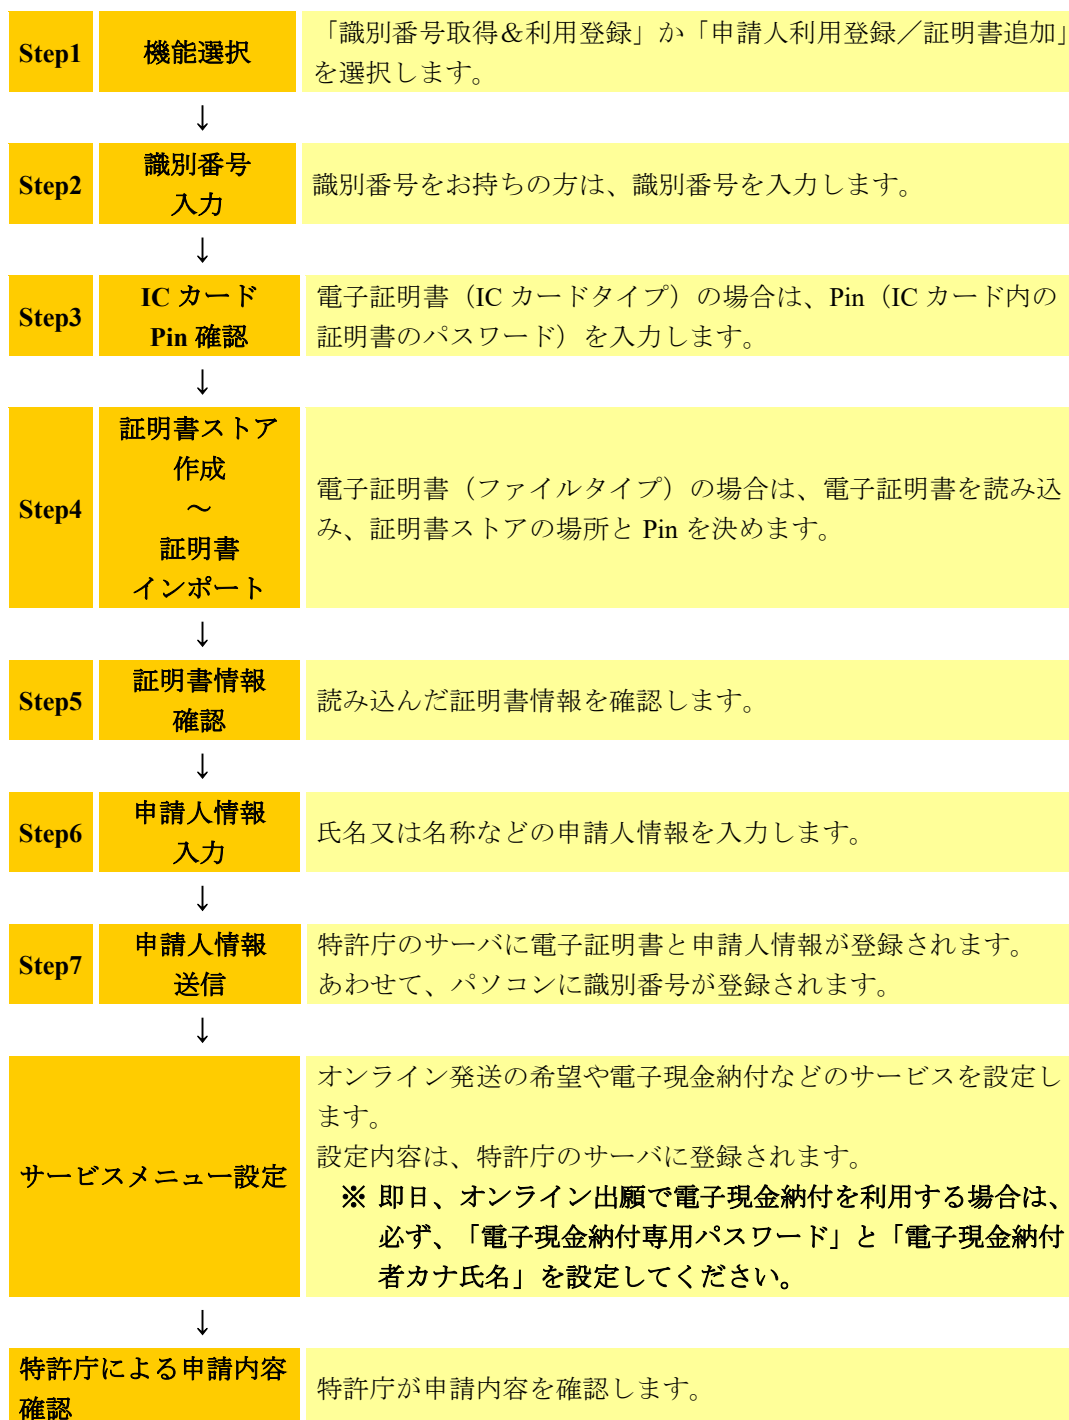 Step1 機能選択 「識別番号取得&利用登録」か「申請人利用登録／証明書追加」
を選択します。
↓
Step2 識別番号
入力
識別番号をお持ちの方は、識別番号を入力します。
↓
Step3 IC カード
Pin 確認
電子証明書（IC カードタイプ）の場合は、Pin（IC カード内の
証明書のパスワード）を入力します。
↓
Step4 証明書ストア
作成
～
証明書
インポート
電子証明書（ファイルタイプ）の場合は、電子証明書を読み込
み、証明書ストアの場所と Pin を決めます。
↓
Step5 証明書情報
確認
読み込んだ証明書情報を確認します。
↓
Step6 申請人情報
入力
氏名又は名称などの申請人情報を入力します。
↓
Step7 申請人情報
送信
特許庁のサーバに電子証明書と申請人情報が登録されます。
あわせて、パソコンに識別番号が登録されます。
↓
サービスメニュー設定
オンライン発送の希望や電子現金納付などのサービスを設定し
ます。
設定内容は、特許庁のサーバに登録されます。
※ 即日、オンライン出願で電子現金納付を利用する場合は、
必ず、「電子現金納付専用パスワード」と「電子現金納付
者カナ氏名」を設定してください。
↓
特許庁による申請内容
確認
特許庁が申請内容を確認します。